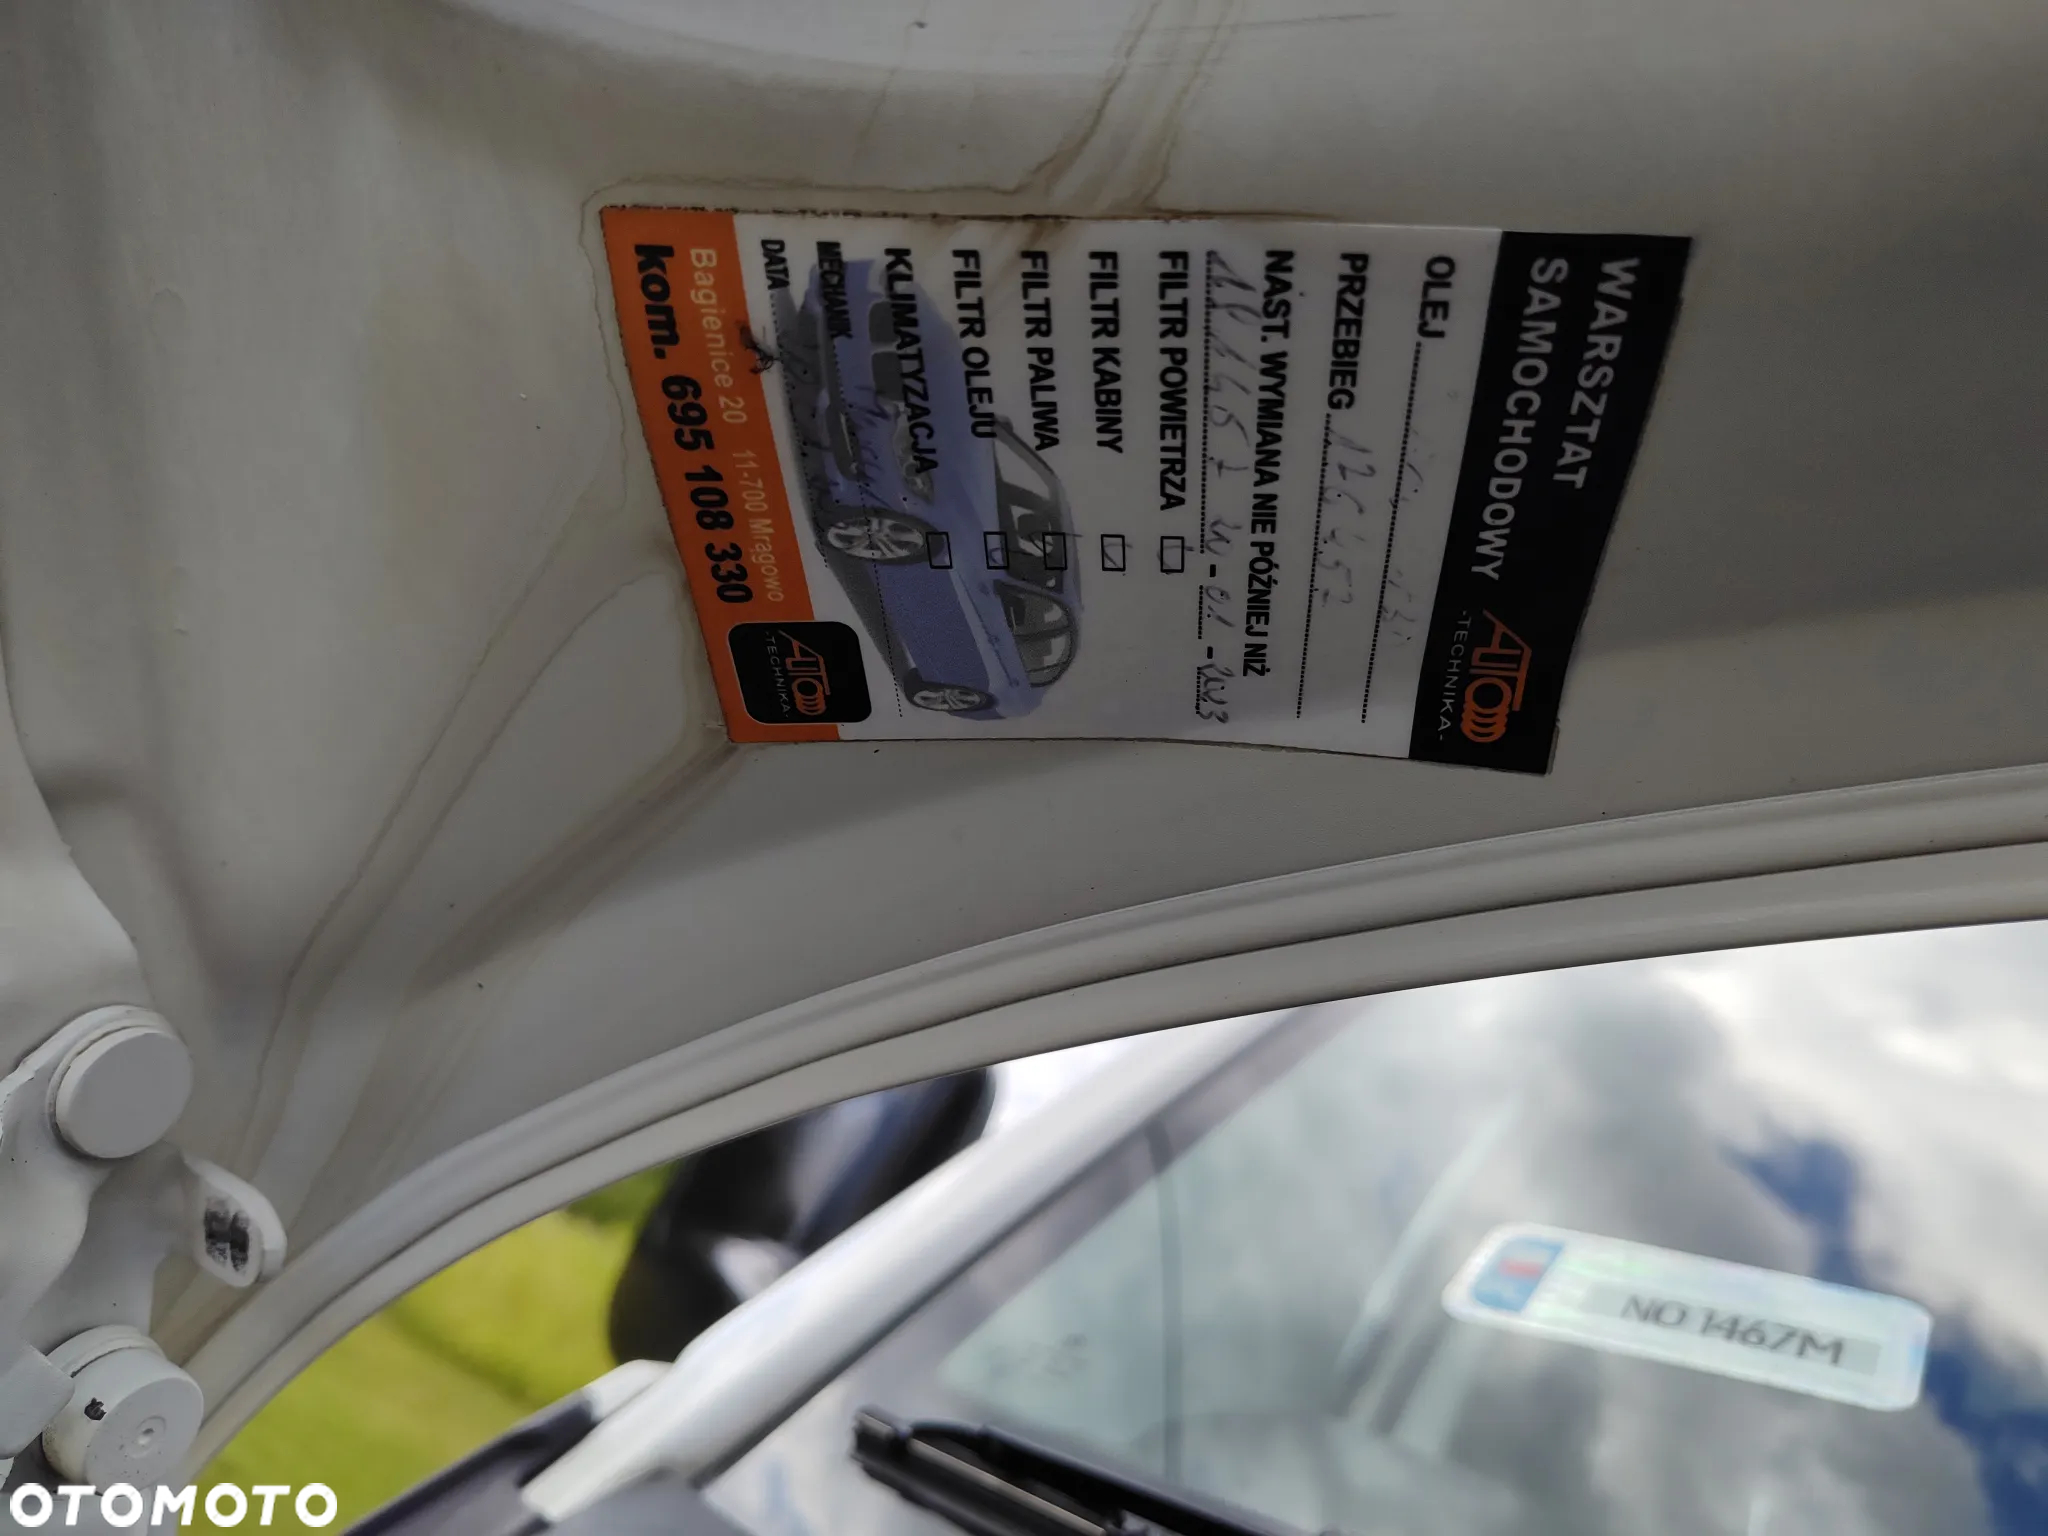 WARSZTAT
SAMOCHODOWY
AUTO
-TECHNIKA-
OLEJ
PRZEBIEG 126457
NAST. WYMIANA NIE PÓŹNIEJ NIŻ
FILTR POWIETRZA
FILTR KABINY
FILTR PALIWA
FILTR OLEJU
KLIMATYZACJA
MECHANIK
DATA
Bagienice 20 11-700 Mrągowo
kom. 695 108 330
AUTO
-TECHNIKA-
NO 1467M
OTOMOTO